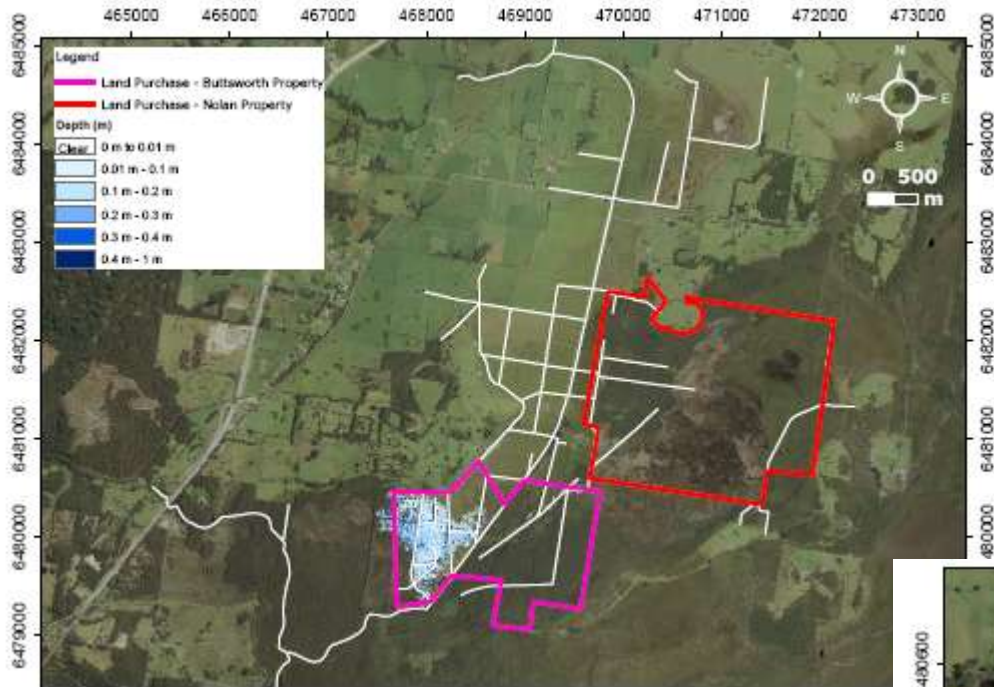 465000 466000 467000 468000 469000 470000 471000 472000 473000
6485000
6484000
6483000
6482000
6481000
6480000
6479000
Legend
Land Purchase - Buttsworth Property
Land Purchase - Nolan Property
Depth (m)
Clear 0 m to 0.01 m
0.01 m - 0.1 m
0.1 m - 0.2 m
0.2 m - 0.3 m
0.3 m - 0.4 m
0.4 m - 1 m
N
W E
S
0 500
m
6485000
6484000
6483000
6482000
6481000
480000
480600